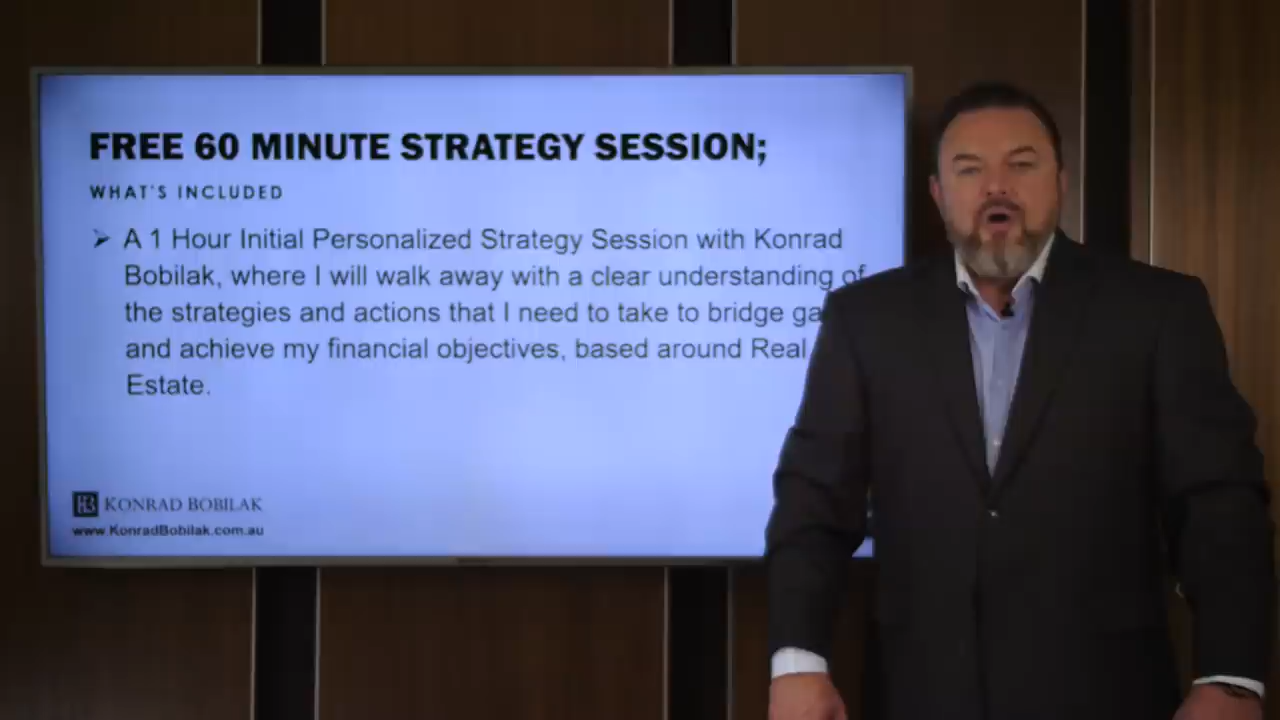 FREE 60 MINUTE STRATEGY SESSION;
WHAT'S INCLUDED
➢ A 1 Hour Initial Personalized Strategy Session with Konrad
Bobilak, where I will walk away with a clear understanding of
the strategies and actions that I need to take to bridge
and achieve my financial objectives, based around Real
Estate.
KONRAD BOBILAK
www.KonradBobilak.com.au